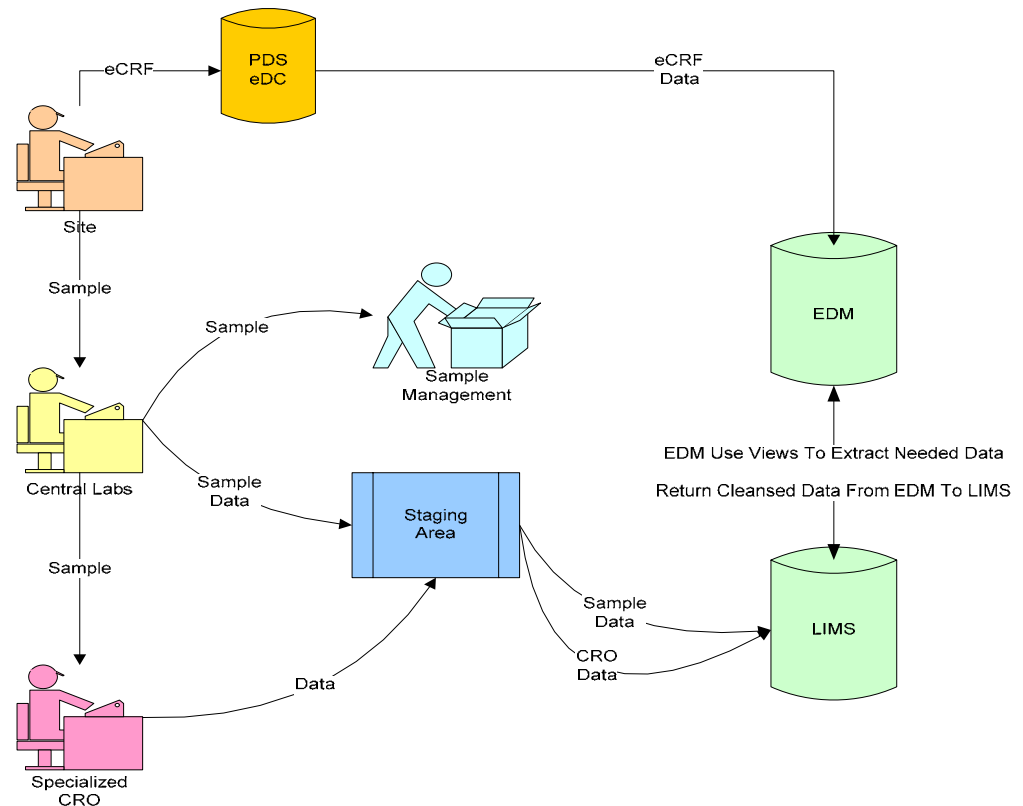 PDS
eDC
eCRF
eCRF
Data
Site
Sample
Sample
Sample
Management
EDM
EDM Use Views To Extract Needed Data
Return Cleansed Data From EDM To LIMS
Central Labs
Sample
Data
Staging
Area
Sample
Sample
Data
LIMS
CRO
Data
Data
Specialized
CRO